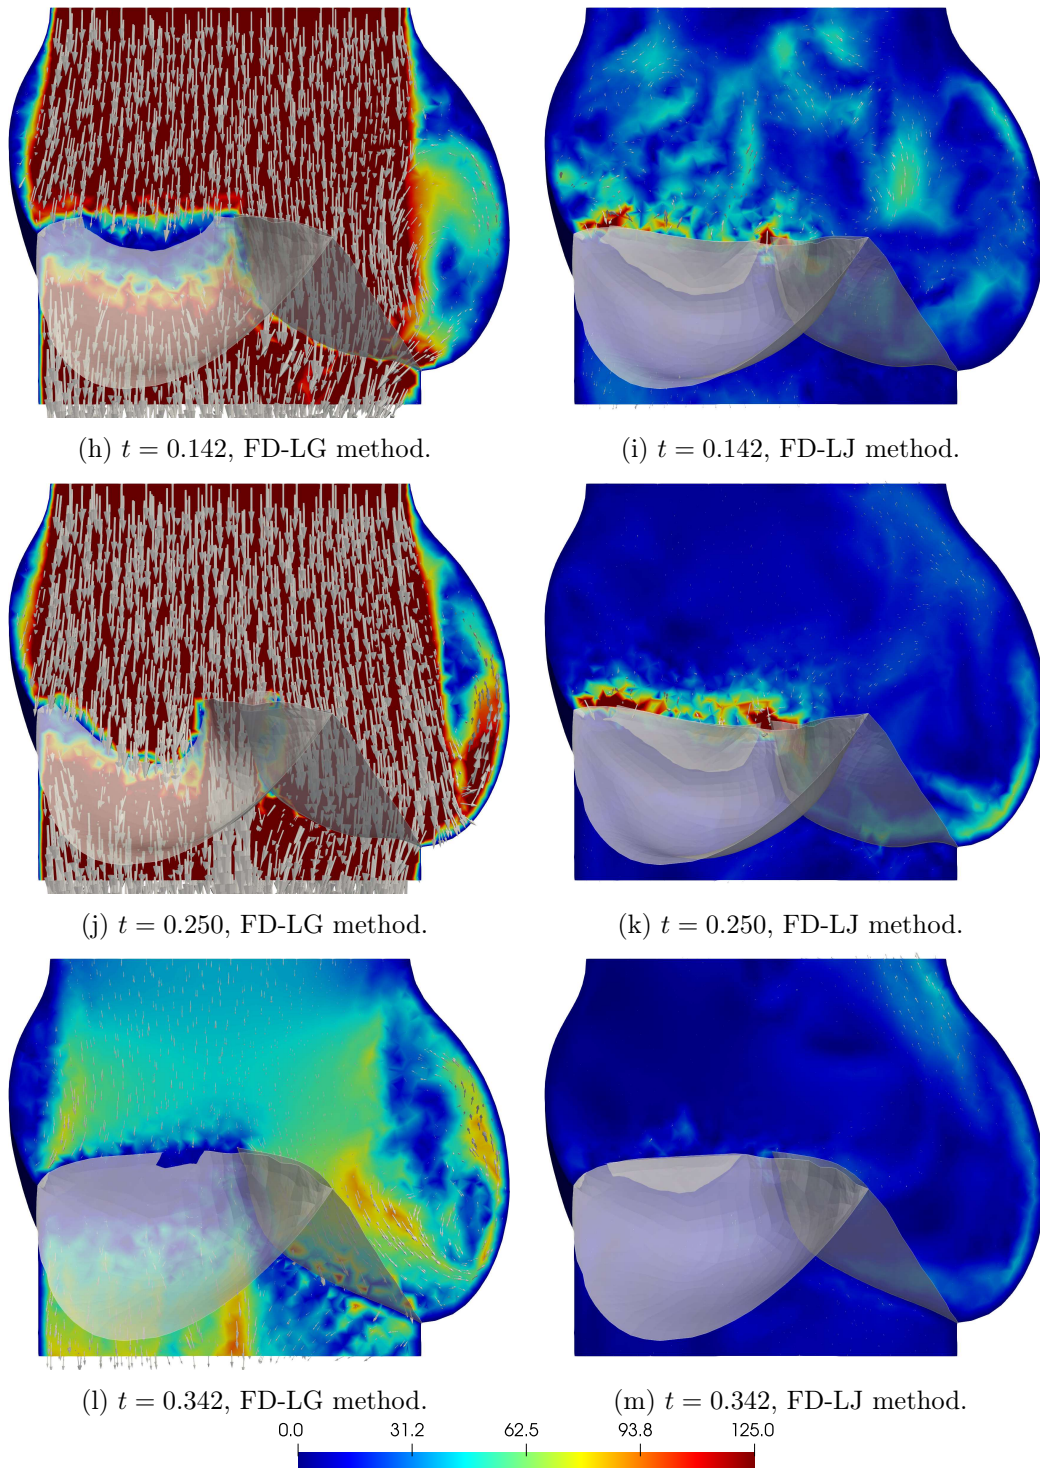 (h) t = 0.142, FD-LG method.
(i) t = 0.142, FD-LJ method.
(j) t = 0.250, FD-LG method.
(k) t = 0.250, FD-LJ method.
(l) t = 0.342, FD-LG method.
(m) t = 0.342, FD-LJ method.
0.0 31.2 62.5 93.8 125.0